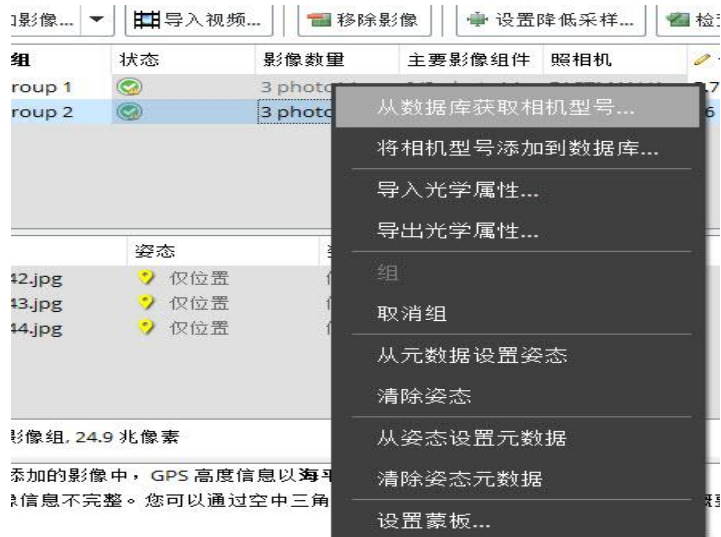 影像... 导入视频... 移除影像 设置降低采样... 检
组 状态 影像数量 主要影像组件 照相机
roup 1 3 photo
roup 2 3 photo
从数据库获取相机型号...
将相机型号添加到数据库...
导入光学属性...
导出光学属性...
姿态
组
42.jpg 仅位置
43.jpg 仅位置
取消组
44.jpg 仅位置
从元数据设置姿态
清除姿态
影像组, 24.9 兆像素
从姿态设置元数据
添加的影像中，GPS 高度信息以海平
清除姿态元数据
信息不完整。您可以通过空中三角
设置蒙板...